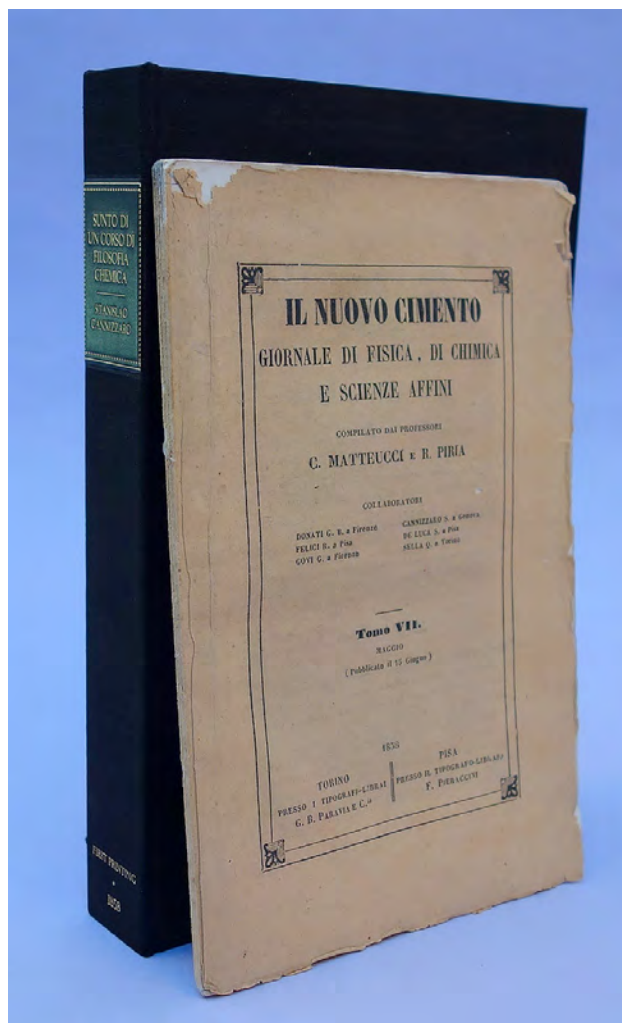 SUNTO DI
UN CORSO DI
FILOSOFIA
CHIMICA
STANISLAO
CANNIZZARO
FIRST PRINTING
1858
IL NUOVO CIMENTO
GIORNALE DI FISICA, DI CHIMICA
E SCIENZE AFFINI
COMPILATO DAI PROFESSORI
C. MATTEUCCI E R. PIRIA
COLLABORATORI
DONATI G. B. a Firenze
FELICI R. a Pisa
GOVI G. a Firenze
CANNIZZARO S. a Genova
DE LUCA S. a Pisa
SELLA Q. a Torino
Tomo VII.
MAGGIO
(Pubblicato il 15 Giugno)
1858
TORINO
PRESSO I TIPOGRAFI-LIBRAI
G. B. PARAVIA E C.ia
PISA
PRESSO IL TIPOGRAFO-LIBRAIO
F. PIERACCINI